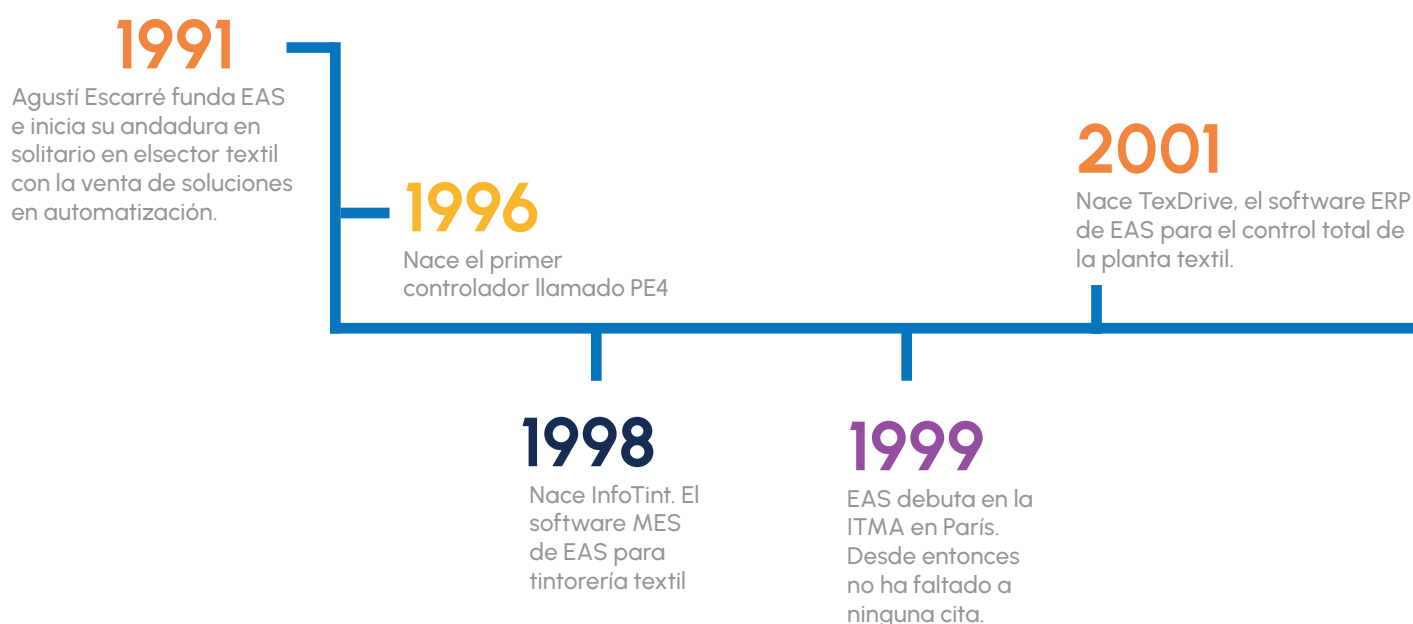 1991
Agustí Escarré funda EAS
e inicia su andadura en
solitario en elsector textil
con la venta de soluciones
en automatización.
1996
Nace el primer
controlador llamado PE4
1998
Nace InfoTint. El
software MES
de EAS para
tintorería textil
1999
EAS debuta en la
ITMA en París.
Desde entonces
no ha faltado a
ninguna cita.
2001
Nace TexDrive, el software ERP
de EAS para el control total de
la planta textil.